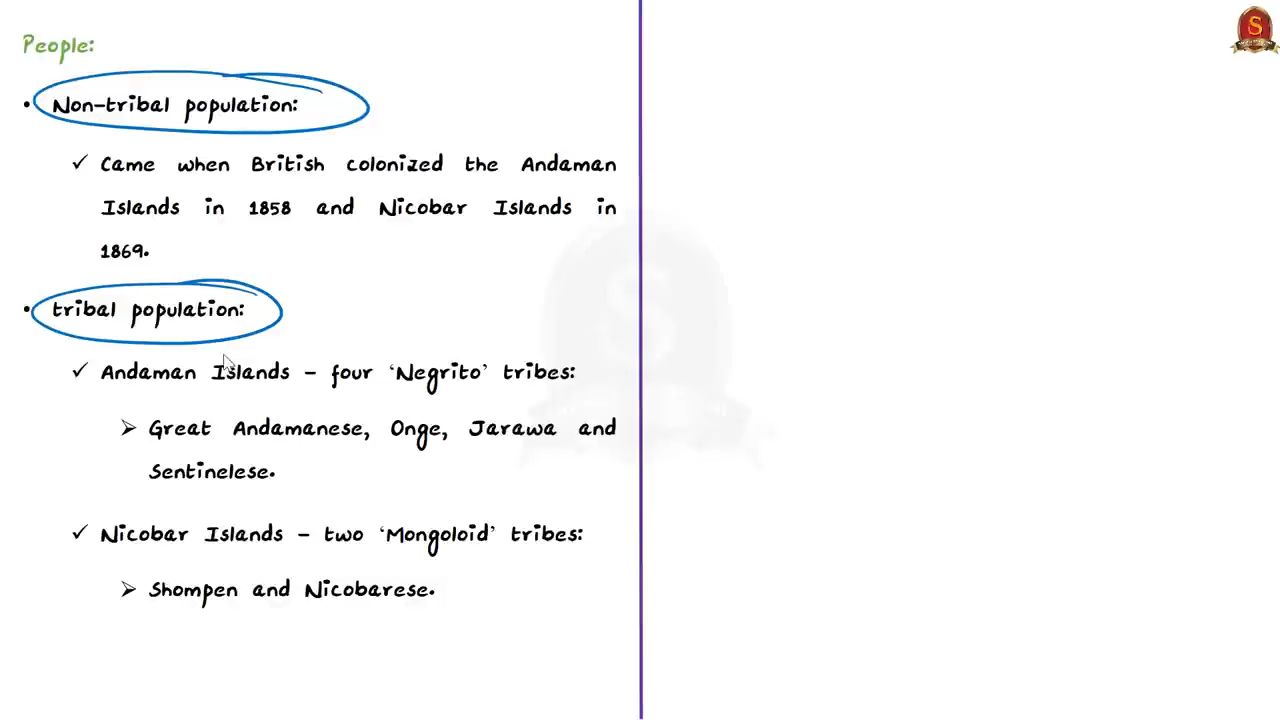 People:
• Non-tribal population:
✓ Came when British colonized the Andaman
Islands in 1858 and Nicobar Islands in
1869.
• tribal population:
✓ Andaman Islands - four ‘Negrito’ tribes:
➢ Great Andamanese, Onge, Jarawa and
Sentinelese.
✓ Nicobar Islands - two ‘Mongoloid’ tribes:
➢ Shompen and Nicobarese.
S